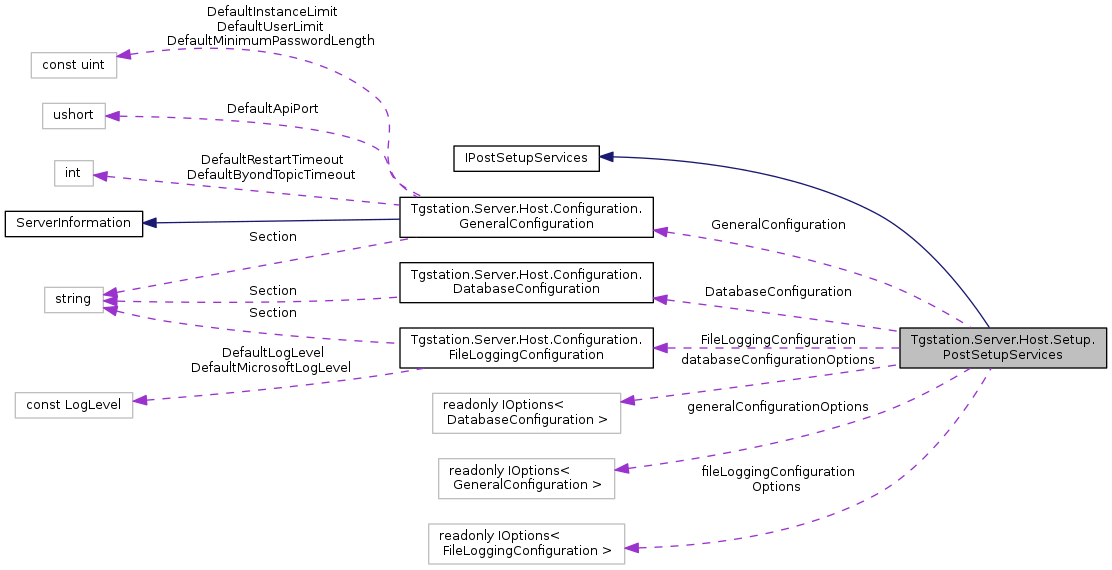 DefaultInstanceLimit
DefaultUserLimit
DefaultMinimumPasswordLength
const uint
ushort
DefaultApiPort
IPostSetupServices
int
DefaultRestartTimeout
DefaultByondTopicTimeout
ServerInformation
Tgstation.Server.Host.Configuration.
GeneralConfiguration
GeneralConfiguration
Section
string
Section
Section
Tgstation.Server.Host.Configuration.
DatabaseConfiguration
DatabaseConfiguration
Tgstation.Server.Host.Configuration.
FileLoggingConfiguration
FileLoggingConfiguration
databaseConfigurationOptions
Tgstation.Server.Host.Setup.
PostSetupServices
DefaultLogLevel
DefaultMicrosoftLogLevel
const LogLevel
readonly IOptions<
DatabaseConfiguration >
generalConfigurationOptions
readonly IOptions<
GeneralConfiguration >
fileLoggingConfiguration
Options
readonly IOptions<
FileLoggingConfiguration >